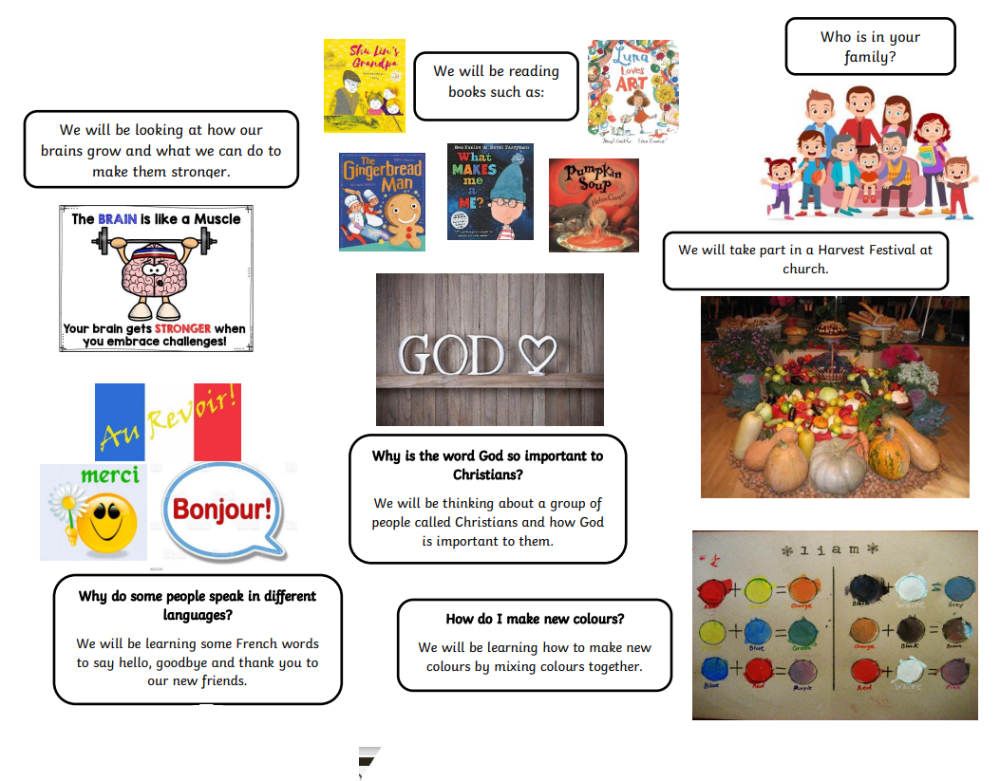 We will be looking at how our
brains grow and what we can do to
make them stronger.
The BRAIN is like a Muscle
Your brain gets STRONGER when
you embrace challenges!
Au Revoir!
merci
Bonjour!
Why do some people speak in different
languages?
We will be learning some French words
to say hello, goodbye and thank you to
our new friends.
Shu Lin's
Grandpa
We will be reading
books such as:
Luna
Loves
ART
The
Gingerbread
Man
Ben Faulks & David Tazzyman
What
MAKES
me
a
ME?
Pumpkin
Soup
Helen Cooper
GOD
Why is the word God so important to
Christians?
We will be thinking about a group of
people called Christians and how God
is important to them.
How do I make new colours?
We will be learning how to make new
colours by mixing colours together.
Who is in your
family?
We will take part in a Harvest Festival at
church.
*liam*
Red + = Orange
Black + White = Grey
+ Blue = Green
Orange + Black = Brown
Blue + Red = Purple
Red + White = Pink